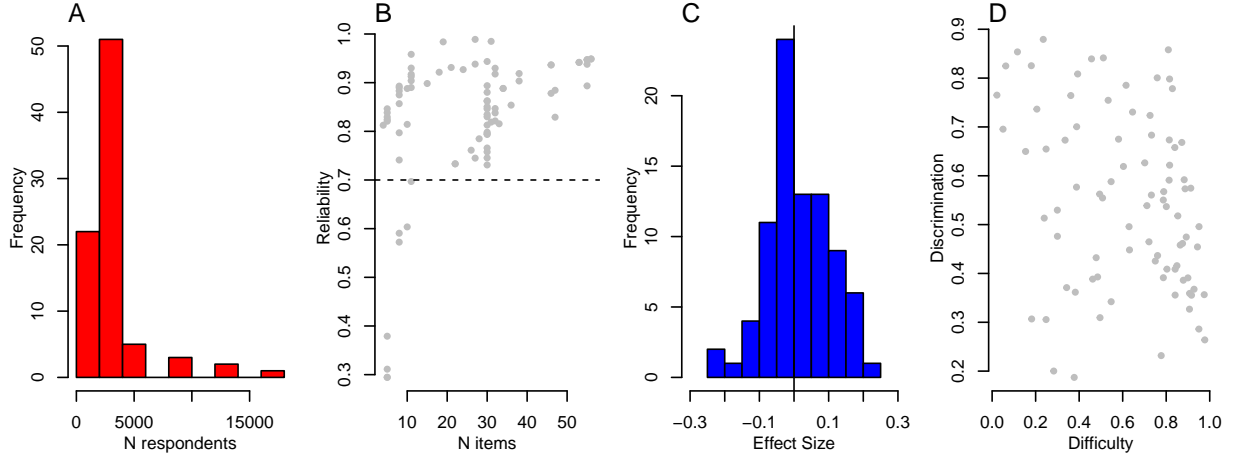 A
Frequency
0 10 20 30 40 50
0 5000 15000
N respondents
B
Reliability
0.3 0.4 0.5 0.6 0.7 0.8 0.9 1.0
10 20 30 40 50
N items
C
Frequency
0 5 10 15 20
−0.3 −0.1 0.1 0.3
Effect Size
D
Discrimination
0.2 0.3 0.4 0.5 0.6 0.7 0.8 0.9
0.0 0.2 0.4 0.6 0.8 1.0
Difficulty